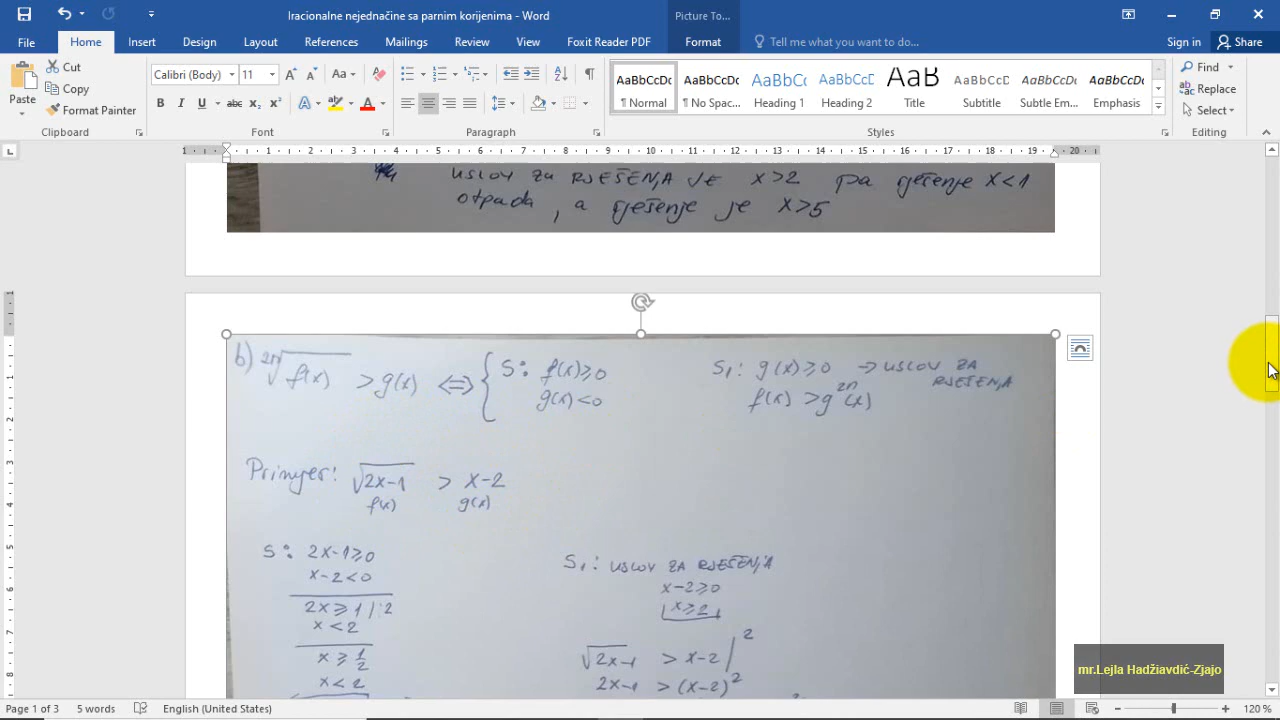 Iracionalne nejednačine sa parnim korijenima - Word
Picture To...
File Home Insert Design Layout References Mailings Review View Foxit Reader PDF Format Tell me what you want to do... Sign in Share
Paste
Cut
Copy
Format Painter
Clipboard
Calibri (Body) 11
Font
Paragraph
AaBbCcDc AaBbCcDc AaBbCc AaBbCcD AaB AaBbCcD AaBbCcDc AaBbCcDc
¶ Normal ¶ No Spac... Heading Heading 2 Title Subtitle Subtle Em... Emphasis
Styles
Find
Replace
Select
Editing
USLOV ZA RJEŠENJA JE x>2 pa rješenje x<1
otpada, a rješenje je x>5
b) ²ⁿ√f(x) > g(x) ⇔ { S: f(x)≥0 S₁: g(x)≥0 → USLOV ZA RJEŠENJA
g(x)<0 f(x) > g²ⁿ(x)
Primjer: √2x-1 > x-2
f(x) g(x)
S: 2x-1≥0
x-2<0
2x≥1 |:2
x<2
x≥1/2
x<2
S₁: USLOV ZA RJEŠENJA
x-2≥0
x≥2
√2x-1 > x-2 |²
2x-1 > (x-2)²
mr.Lejla Hadžiavdić-Zjajo
Page 1 of 3 5 words English (United States) 120 %